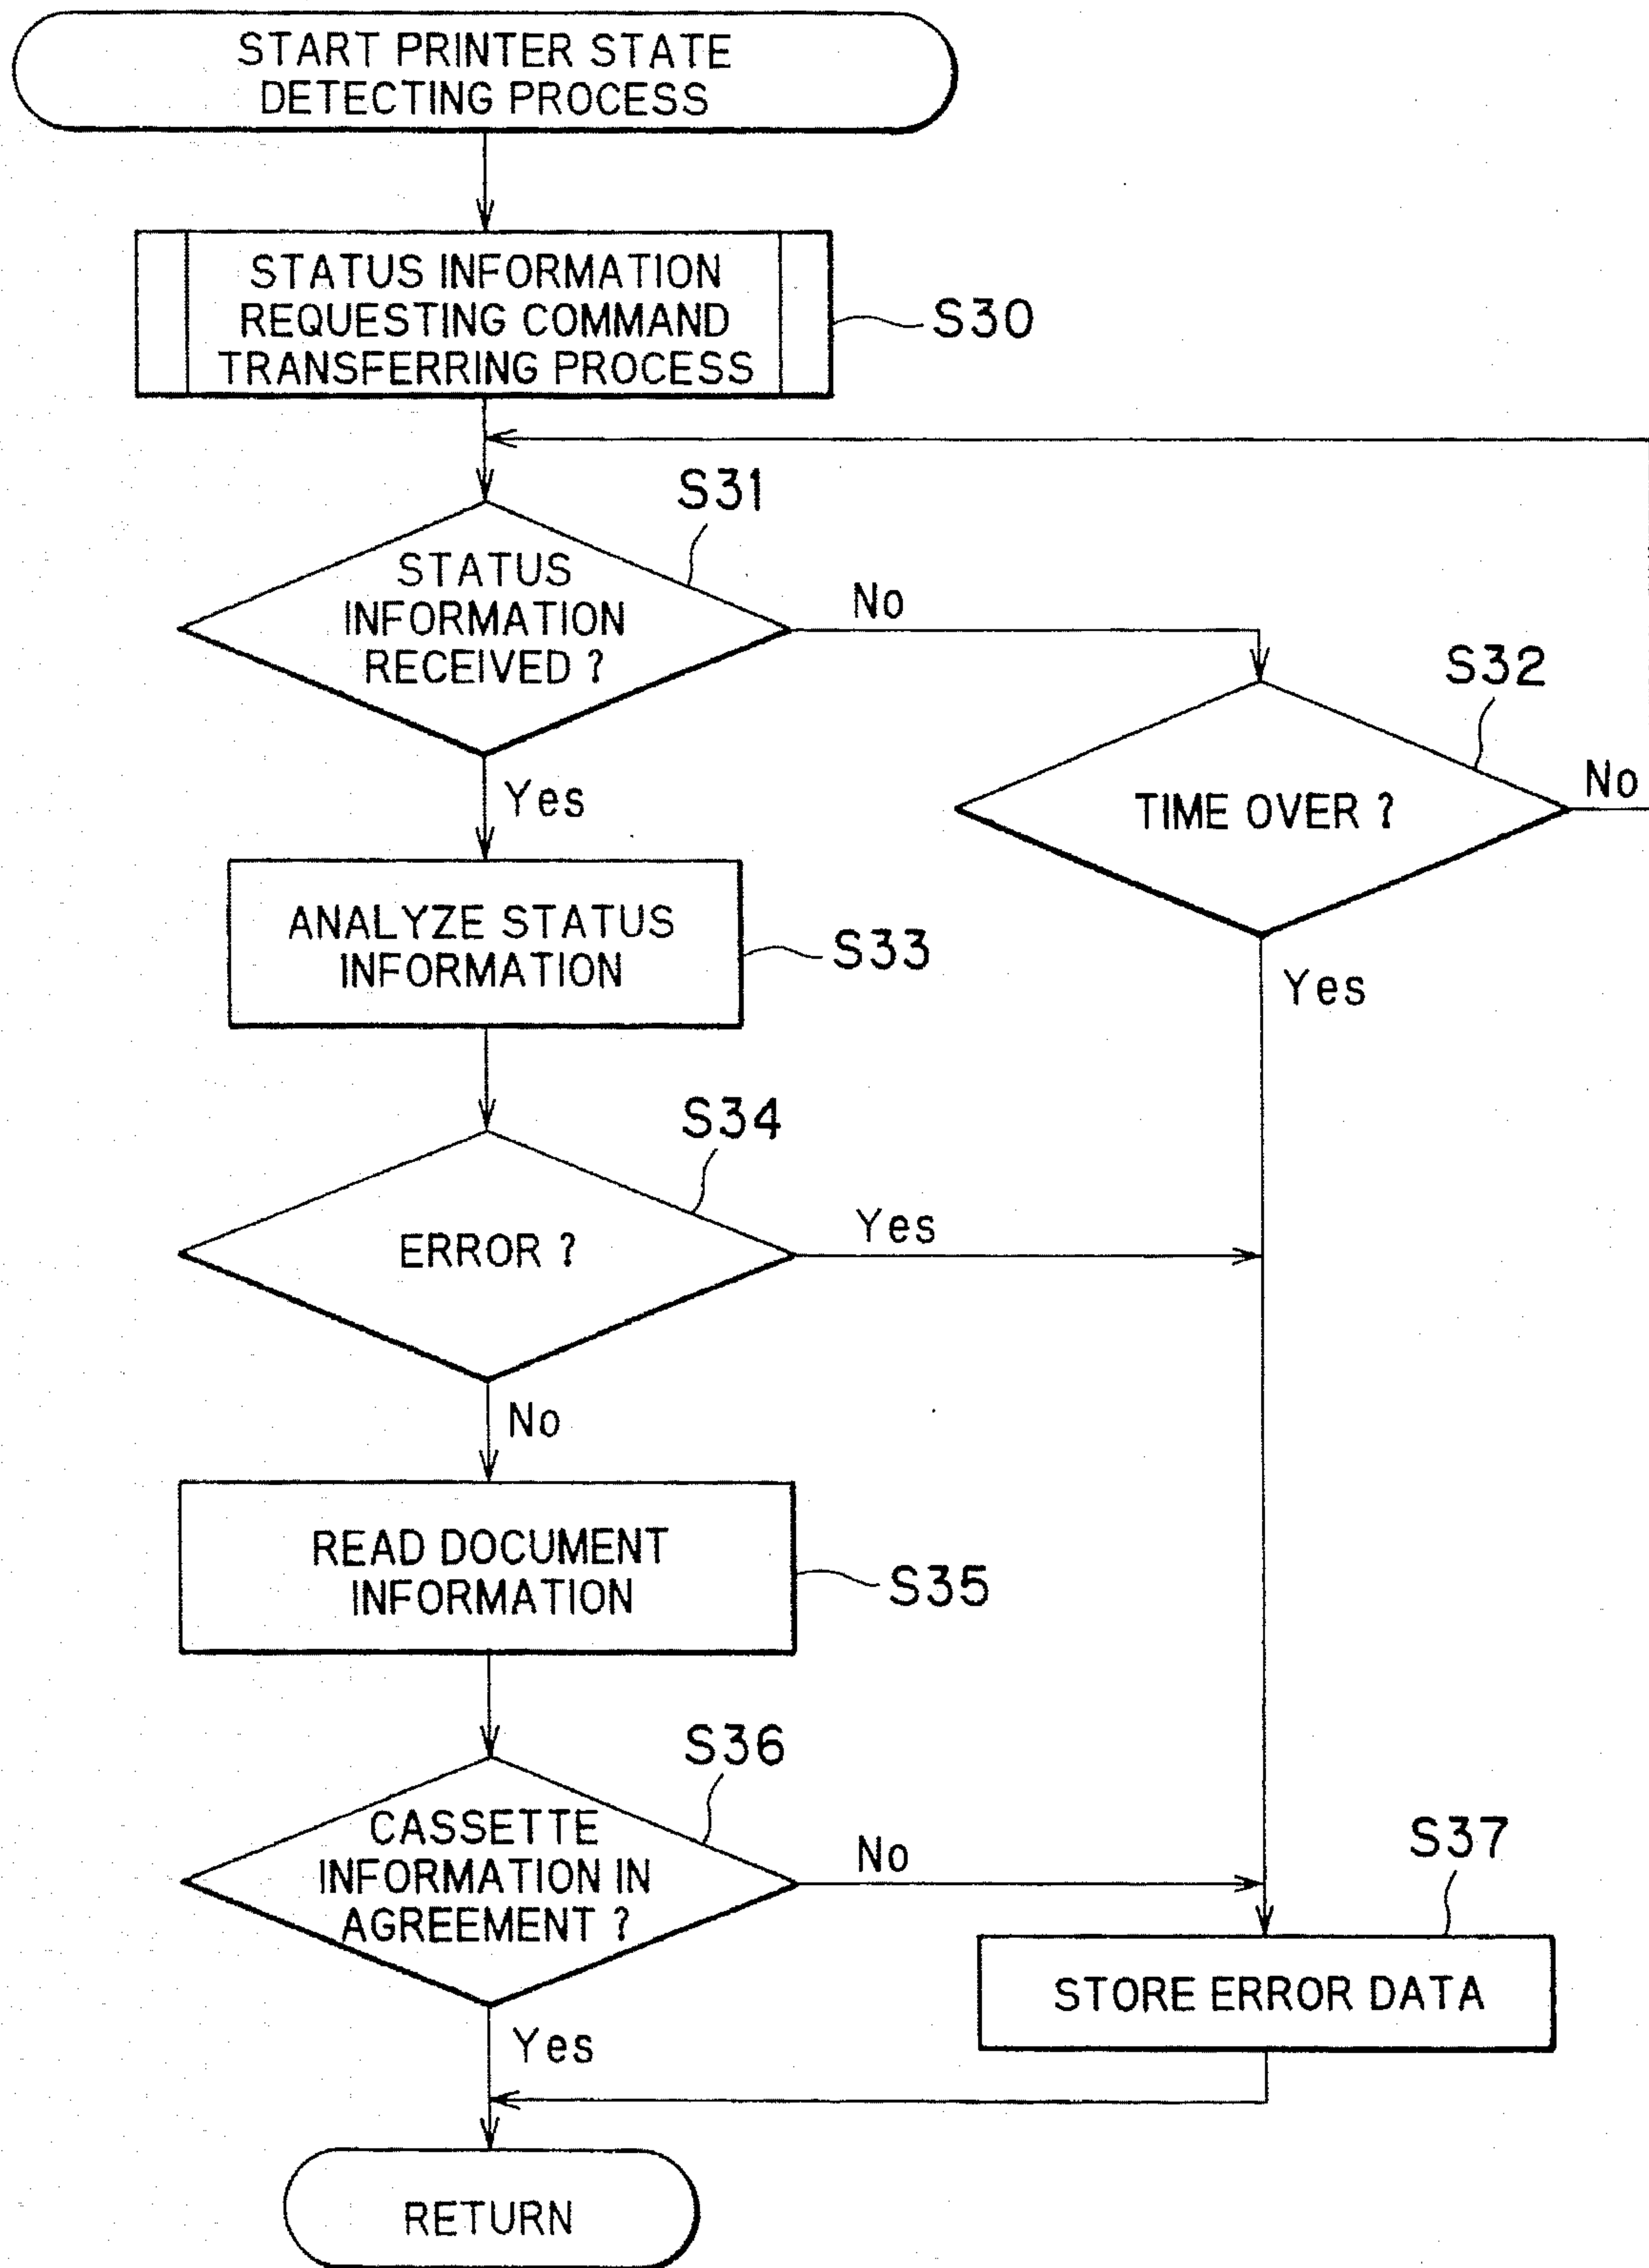 START PRINTER STATE
DETECTING PROCESS
STATUS INFORMATION
REQUESTING COMMAND
TRANSFERRING PROCESS
S30
S31
STATUS
INFORMATION
RECEIVED ?
No
S32
TIME OVER ?
No
Yes
Yes
ANALYZE STATUS
INFORMATION
S33
S34
ERROR ?
Yes
No
READ DOCUMENT
INFORMATION
S35
S36
CASSETTE
INFORMATION IN
AGREEMENT ?
No
S37
STORE ERROR DATA
Yes
RETURN